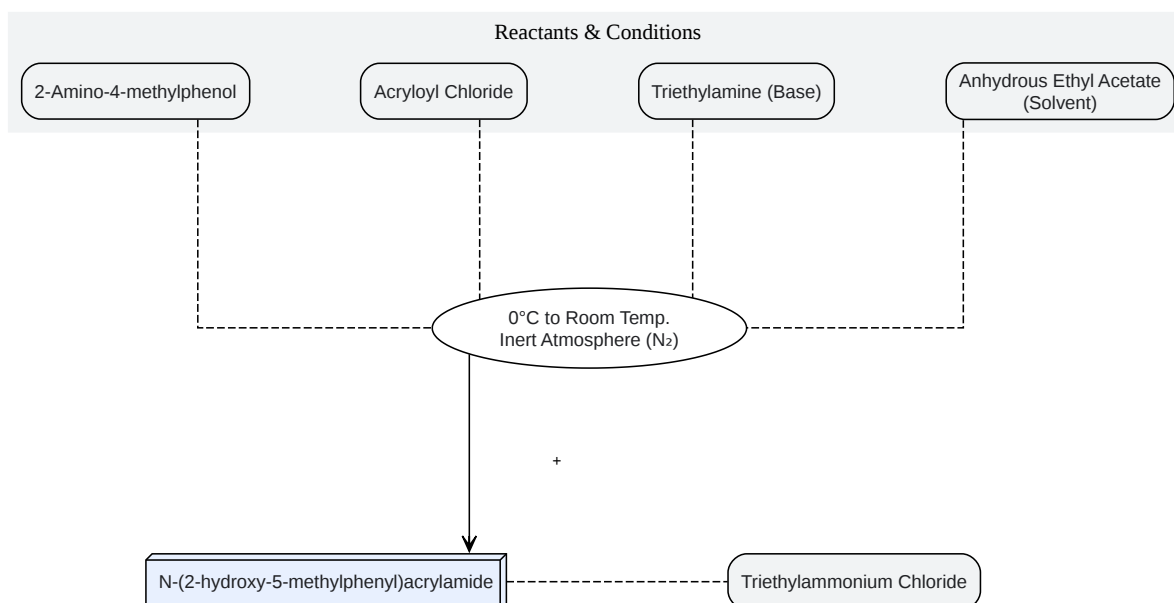 Reactants & Conditions
2-Amino-4-methylphenol
Acryloyl Chloride
Triethylamine (Base)
Anhydrous Ethyl Acetate
(Solvent)
0°C to Room Temp.
Inert Atmosphere (N₂)
+
N-(2-hydroxy-5-methylphenyl)acrylamide
Triethylammonium Chloride